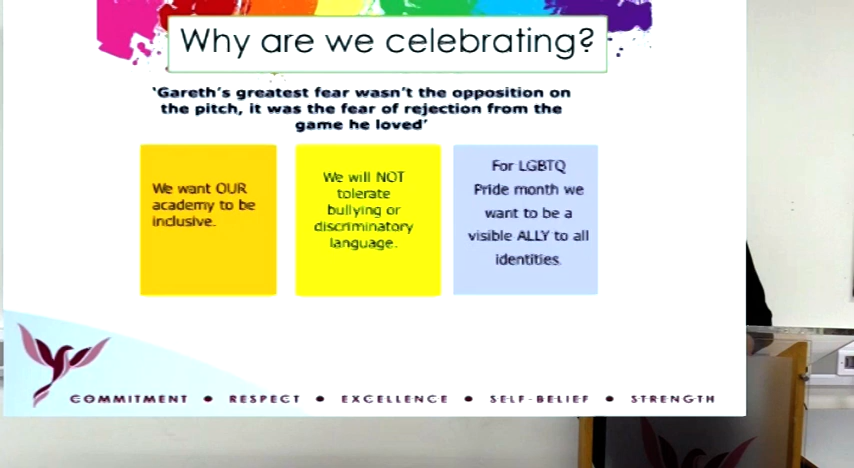 Why are we celebrating?
'Gareth's greatest fear wasn't the opposition on
the pitch, it was the fear of rejection from the
game he loved'
We want OUR
academy to be
inclusive.
We will NOT
tolerate
bullying or
discriminatory
language.
For LGBTQ
Pride month we
want to be a
visible ALLY to all
identities.
COMMITMENT • RESPECT • EXCELLENCE • SELF-BELIEF • STRENGTH